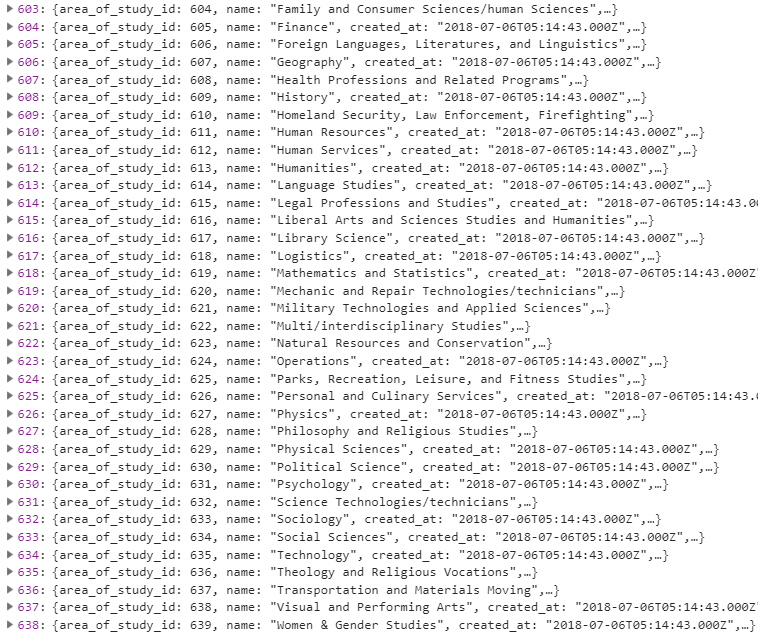 603: {area_of_study_id: 604, name: "Family and Consumer Sciences/human Sciences",…}
604: {area_of_study_id: 605, name: "Finance", created_at: "2018-07-06T05:14:43.000Z",…}
605: {area_of_study_id: 606, name: "Foreign Languages, Literatures, and Linguistics",…}
606: {area_of_study_id: 607, name: "Geography", created_at: "2018-07-06T05:14:43.000Z",…}
607: {area_of_study_id: 608, name: "Health Professions and Related Programs",…}
608: {area_of_study_id: 609, name: "History", created_at: "2018-07-06T05:14:43.000Z",…}
609: {area_of_study_id: 610, name: "Homeland Security, Law Enforcement, Firefighting",…}
610: {area_of_study_id: 611, name: "Human Resources", created_at: "2018-07-06T05:14:43.000Z",…}
611: {area_of_study_id: 612, name: "Human Services", created_at: "2018-07-06T05:14:43.000Z",…}
612: {area_of_study_id: 613, name: "Humanities", created_at: "2018-07-06T05:14:43.000Z",…}
613: {area_of_study_id: 614, name: "Language Studies", created_at: "2018-07-06T05:14:43.000Z",…}
614: {area_of_study_id: 615, name: "Legal Professions and Studies", created_at: "2018-07-06T05:14:43.00
615: {area_of_study_id: 616, name: "Liberal Arts and Sciences Studies and Humanities",…}
616: {area_of_study_id: 617, name: "Library Science", created_at: "2018-07-06T05:14:43.000Z",…}
617: {area_of_study_id: 618, name: "Logistics", created_at: "2018-07-06T05:14:43.000Z",…}
618: {area_of_study_id: 619, name: "Mathematics and Statistics", created_at: "2018-07-06T05:14:43.000Z"
619: {area_of_study_id: 620, name: "Mechanic and Repair Technologies/technicians",…}
620: {area_of_study_id: 621, name: "Military Technologies and Applied Sciences",…}
621: {area_of_study_id: 622, name: "Multi/interdisciplinary Studies",…}
622: {area_of_study_id: 623, name: "Natural Resources and Conservation",…}
623: {area_of_study_id: 624, name: "Operations", created_at: "2018-07-06T05:14:43.000Z",…}
624: {area_of_study_id: 625, name: "Parks, Recreation, Leisure, and Fitness Studies",…}
625: {area_of_study_id: 626, name: "Personal and Culinary Services", created_at: "2018-07-06T05:14:43.0
626: {area_of_study_id: 627, name: "Physics", created_at: "2018-07-06T05:14:43.000Z",…}
627: {area_of_study_id: 628, name: "Philosophy and Religious Studies",…}
628: {area_of_study_id: 629, name: "Physical Sciences", created_at: "2018-07-06T05:14:43.000Z",…}
629: {area_of_study_id: 630, name: "Political Science", created_at: "2018-07-06T05:14:43.000Z",…}
630: {area_of_study_id: 631, name: "Psychology", created_at: "2018-07-06T05:14:43.000Z",…}
631: {area_of_study_id: 632, name: "Science Technologies/technicians",…}
632: {area_of_study_id: 633, name: "Sociology", created_at: "2018-07-06T05:14:43.000Z",…}
633: {area_of_study_id: 634, name: "Social Sciences", created_at: "2018-07-06T05:14:43.000Z",…}
634: {area_of_study_id: 635, name: "Technology", created_at: "2018-07-06T05:14:43.000Z",…}
635: {area_of_study_id: 636, name: "Theology and Religious Vocations",…}
636: {area_of_study_id: 637, name: "Transportation and Materials Moving",…}
637: {area_of_study_id: 638, name: "Visual and Performing Arts", created_at: "2018-07-06T05:14:43.000Z"
638: {area_of_study_id: 639, name: "Women & Gender Studies", created_at: "2018-07-06T05:14:43.000Z",…}